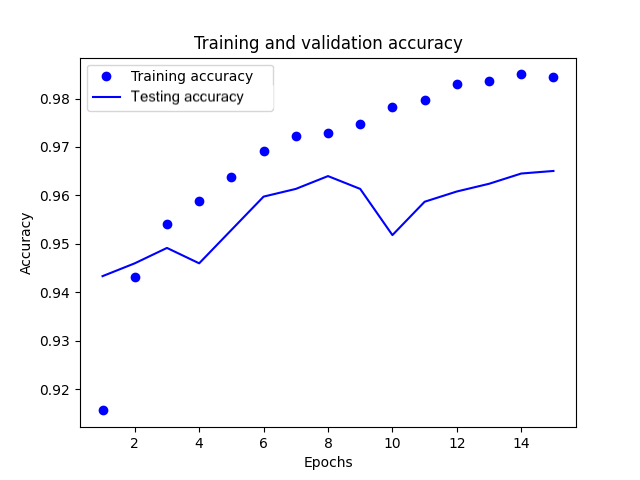 Training and validation accuracy
Training accuracy
Testing accuracy
0.98
0.97
0.96
0.95
0.94
0.93
0.92
Accuracy
2 4 6 8 10 12 14
Epochs